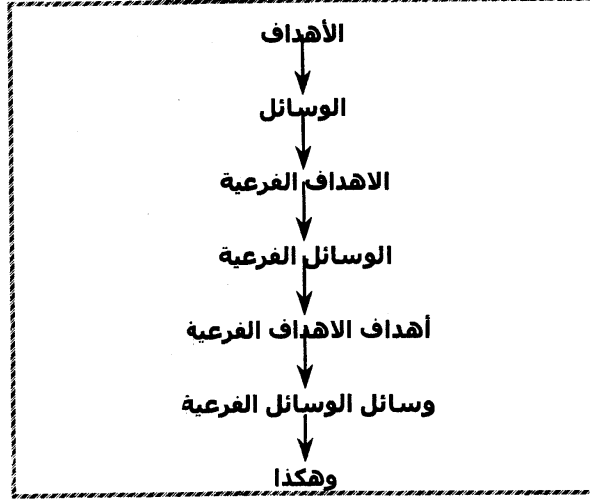 الأهداف
الوسائل
الاهداف الفرعية
الوسائل الفرعية
أهداف الاهداف الفرعية
وسائل الوسائل الفرعية
وهكذا